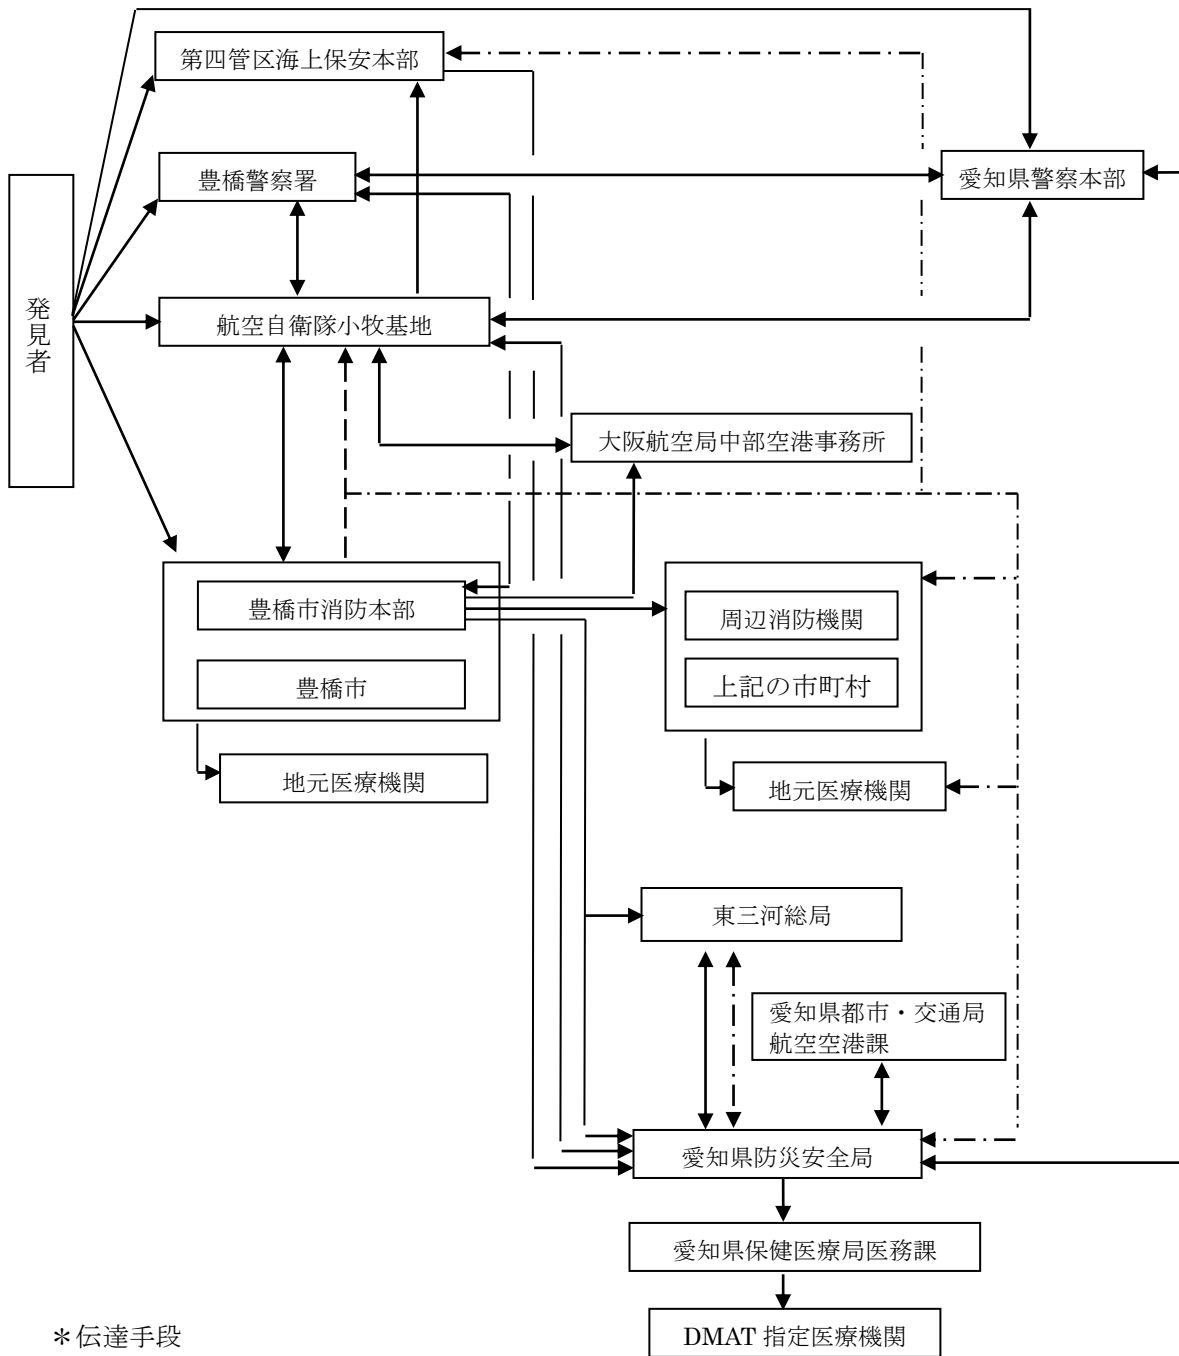 第四管区海上保安本部
豊橋警察署
愛知県警察本部
発見者
航空自衛隊小牧基地
大阪航空局中部空港事務所
豊橋市消防本部
周辺消防機関
豊橋市
上記の市町村
地元医療機関
地元医療機関
東三河総局
愛知県都市・交通局
航空空港課
愛知県防災安全局
愛知県保健医療局医務課
DMAT 指定医療機関
＊伝達手段